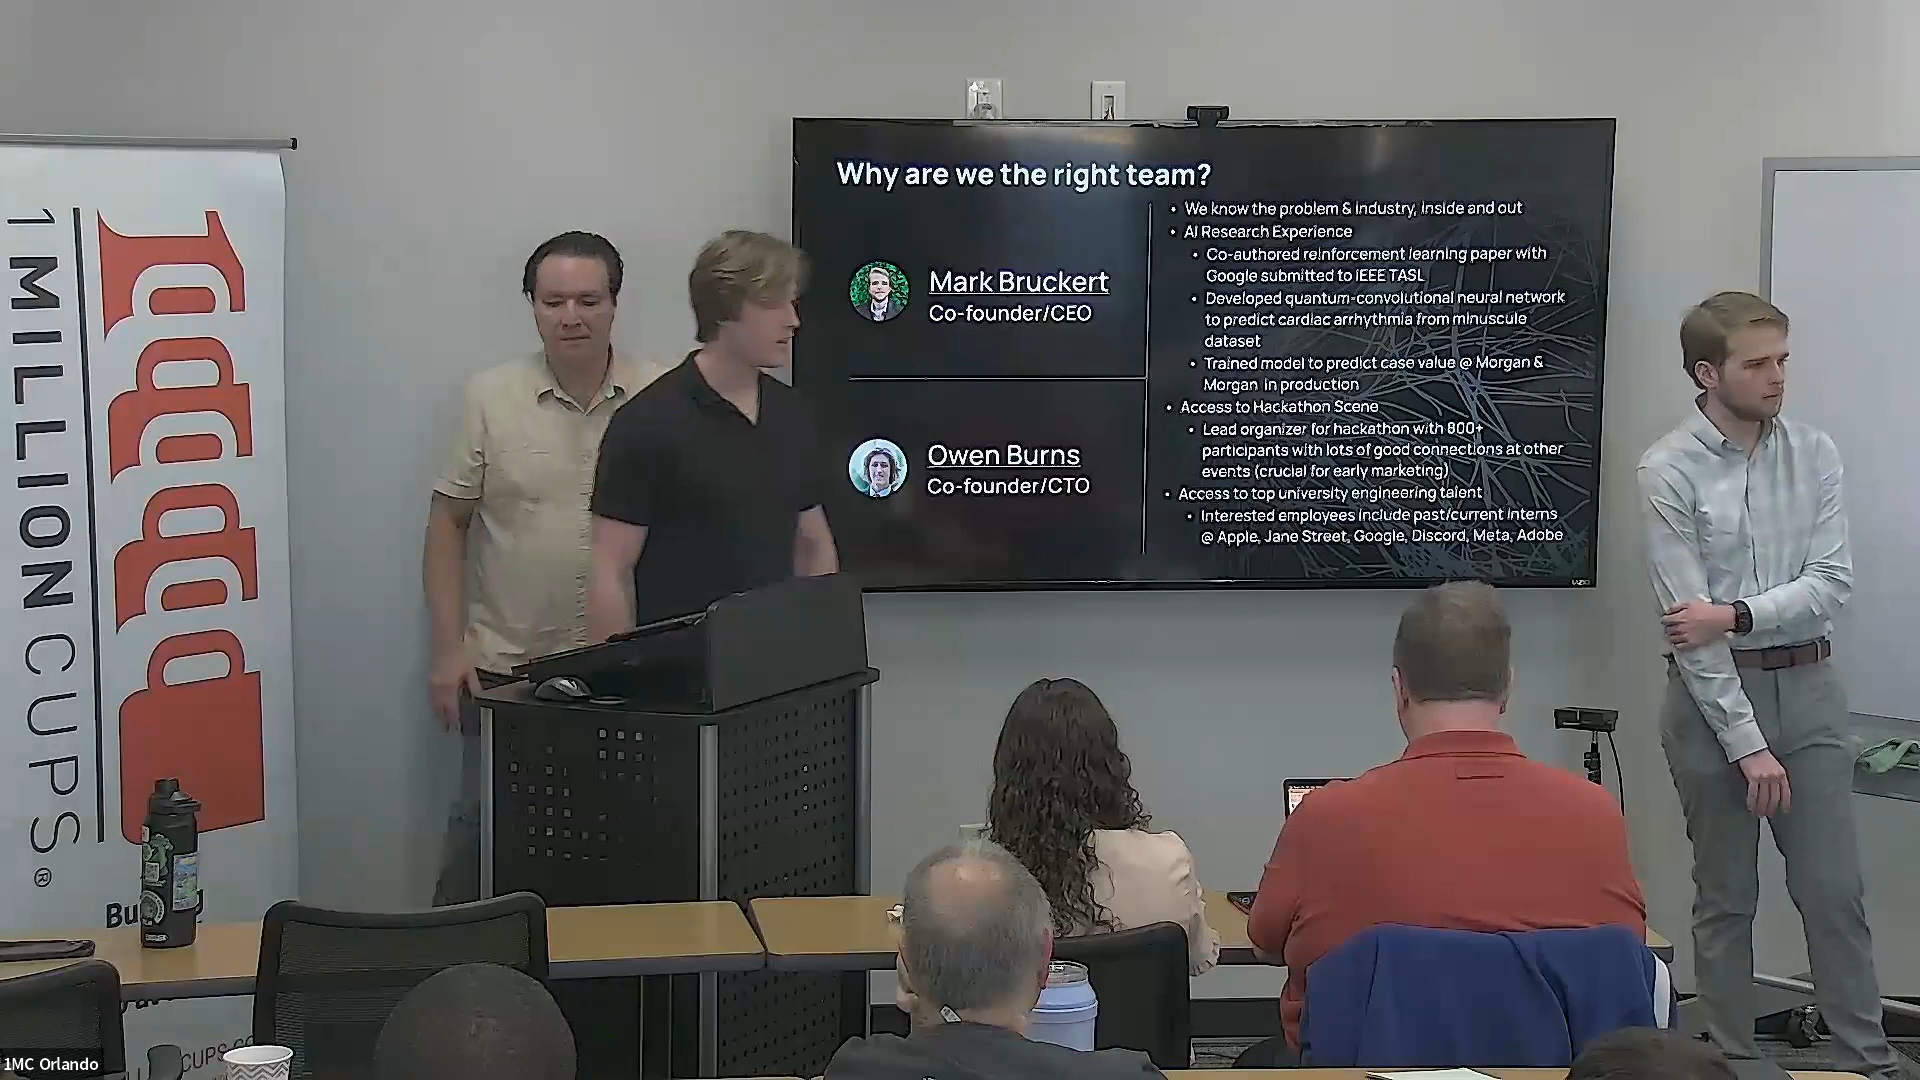 1 MILLION CUPS®
Why are we the right team?
Mark Bruckert
Co-founder/CEO
Owen Burns
Co-founder/CTO
• We know the problem & industry, inside and out
• AI Research Experience
• Co-authored reinforcement learning paper with
Google submitted to IEEE TASL
• Developed quantum-convolutional neural network
to predict cardiac arrhythmia from minuscule
dataset
• Trained model to predict case value @ Morgan &
Morgan in production
• Access to Hackathon Scene
• Lead organizer for hackathon with 800+
participants with lots of good connections at other
events (crucial for early marketing)
• Access to top university engineering talent
• Interested employees include past/current interns
@ Apple, Jane Street, Google, Discord, Meta, Adobe
VIZIO
1MC Orlando